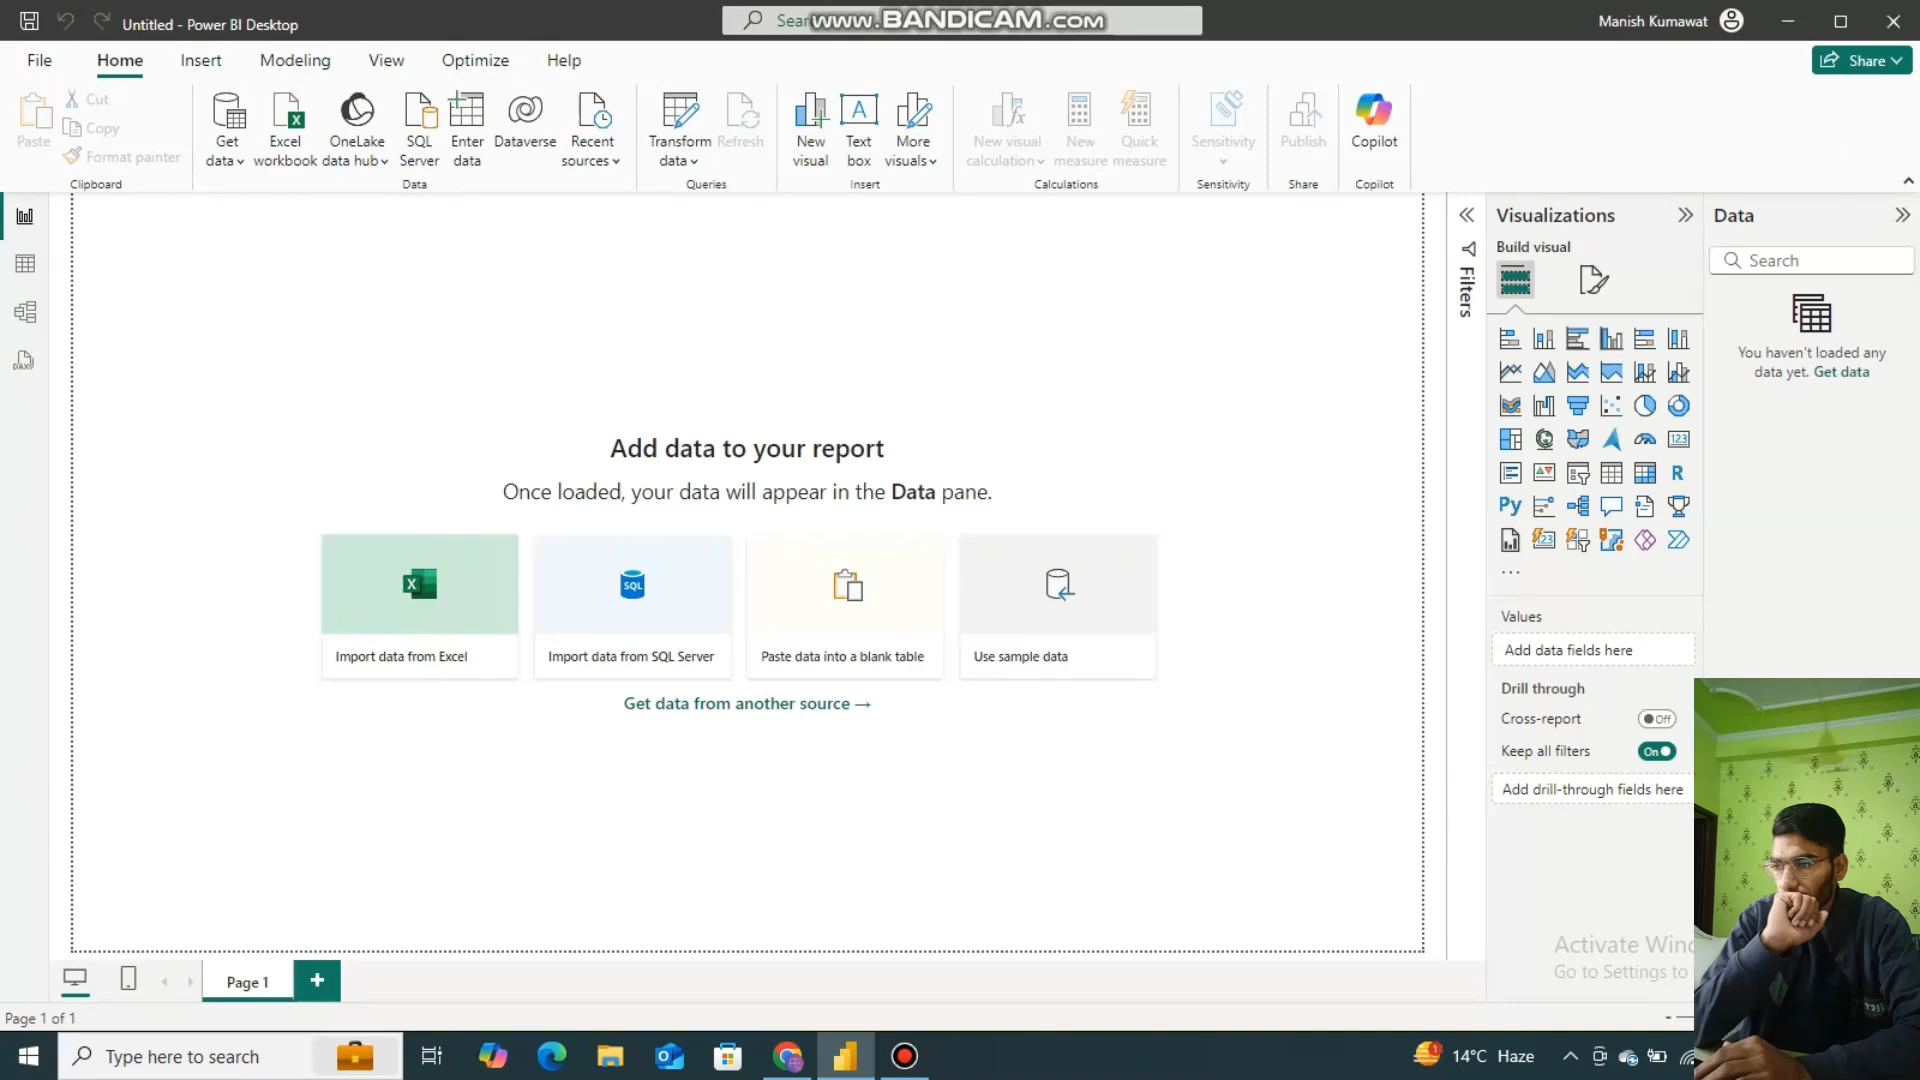 Untitled - Power BI Desktop
Sear
www.BANDICAM.com
Manish Kumawat
File
Home
Insert
Modeling
View
Optimize
Help
Share
Paste
Cut
Copy
Format painter
Clipboard
Get
data
Excel
workbook
OneLake
data hub
SQL
Server
Enter
data
Dataverse
Recent
sources
Data
Transform
data
Refresh
Queries
New
visual
Text
box
More
visuals
Insert
New visual
calculation
New
measure
Quick
measure
Calculations
Sensitivity
Sensitivity
Publish
Share
Copilot
Copilot
Filters
Visualizations
Build visual
Data
Search
You haven't loaded any
data yet. Get data
123
R
Py
123
...
Values
Add data fields here
Drill through
Cross-report
Off
Keep all filters
On
Add drill-through fields here
Add data to your report
Once loaded, your data will appear in the Data pane.
X
SQL
Import data from Excel
Import data from SQL Server
Paste data into a blank table
Use sample data
Get data from another source →
DAX
Activate Win
Go to Settings to
Page 1
+
Page 1 of 1
Type here to search
1
14°C Haze